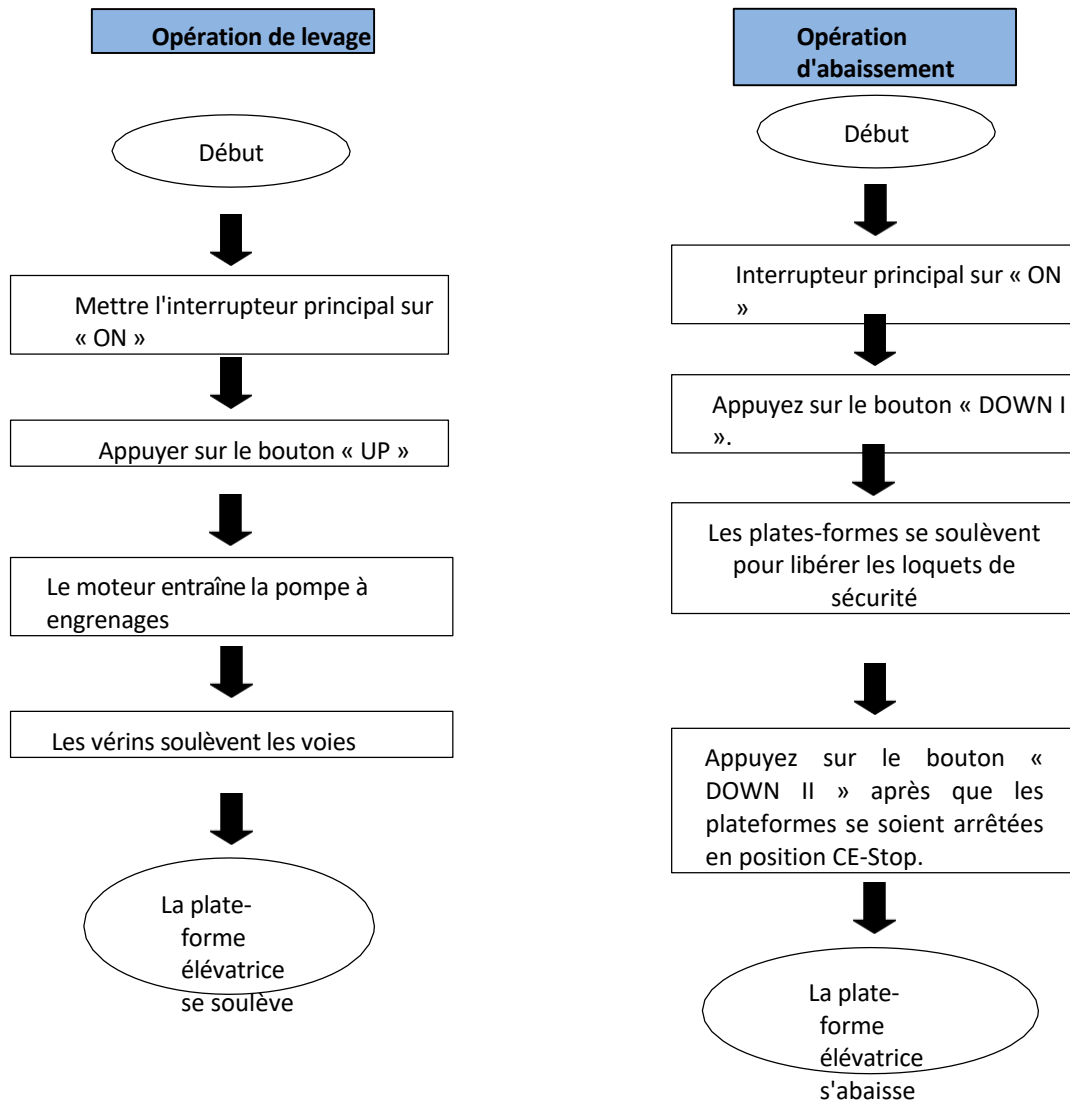 Opération de levage
Début
Mettre l'interrupteur principal sur
« ON »
Appuyer sur le bouton « UP »
Le moteur entraîne la pompe à
engrenages
Les vérins soulèvent les voies
La plate-
forme
élévatrice
se soulève
Opération
d'abaissement
Début
Interrupteur principal sur « ON
»
Appuyez sur le bouton « DOWN I
».
Les plates-formes se soulèvent
pour libérer les loquets de
sécurité
Appuyez sur le bouton «
DOWN II » après que les
plateformes se soient arrêtées
en position CE-Stop.
La plate-
forme
élévatrice
s'abaisse